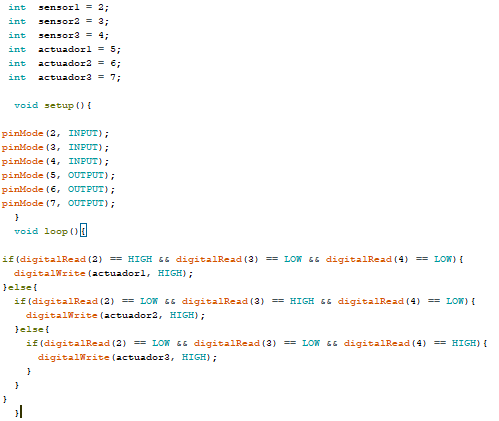 int  sensor1 = 2;
int  sensor2 = 3;
int  sensor3 = 4;
int  actuador1 = 5;
int  actuador2 = 6;
int  actuador3 = 7;
void setup(){
pinMode(2, INPUT);
pinMode(3, INPUT);
pinMode(4, INPUT);
pinMode(5, OUTPUT);
pinMode(6, OUTPUT);
pinMode(7, OUTPUT);
}
void loop(){
if(digitalRead(2) == HIGH && digitalRead(3) == LOW && digitalRead(4) == LOW){
digitalWrite(actuador1, HIGH);
}else{
if(digitalRead(2) == LOW && digitalRead(3) == HIGH && digitalRead(4) == LOW){
digitalWrite(actuador2, HIGH);
}else{
if(digitalRead(2) == LOW && digitalRead(3) == LOW && digitalRead(4) == HIGH){
digitalWrite(actuador3, HIGH);
}
}
}
}